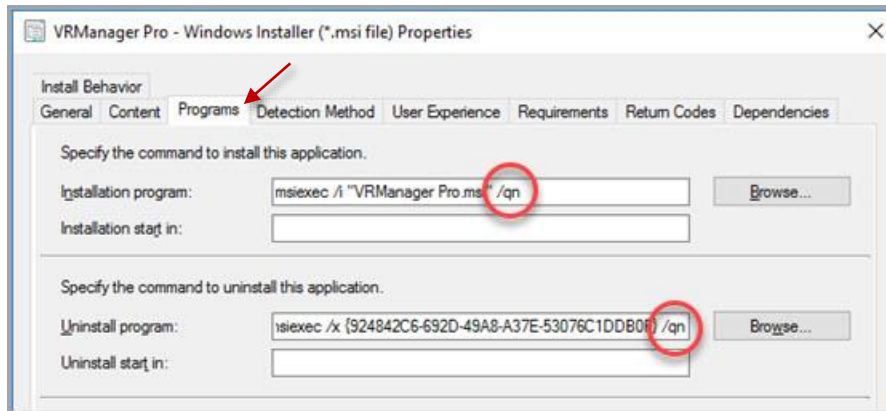 VRManager Pro - Windows Installer (*.msi file) Properties
Install Behavior
General Content Programs Detection Method User Experience Requirements Return Codes Dependencies
Specify the command to install this application.
Installation program: msiexec /i "VRManager Pro.msi" /qn Browse...
Installation start in:
Specify the command to uninstall this application.
Uninstall program: msiexec /x {924842C6-692D-49A8-A37E-53076C1DDB0F} /qn Browse...
Uninstall start in: